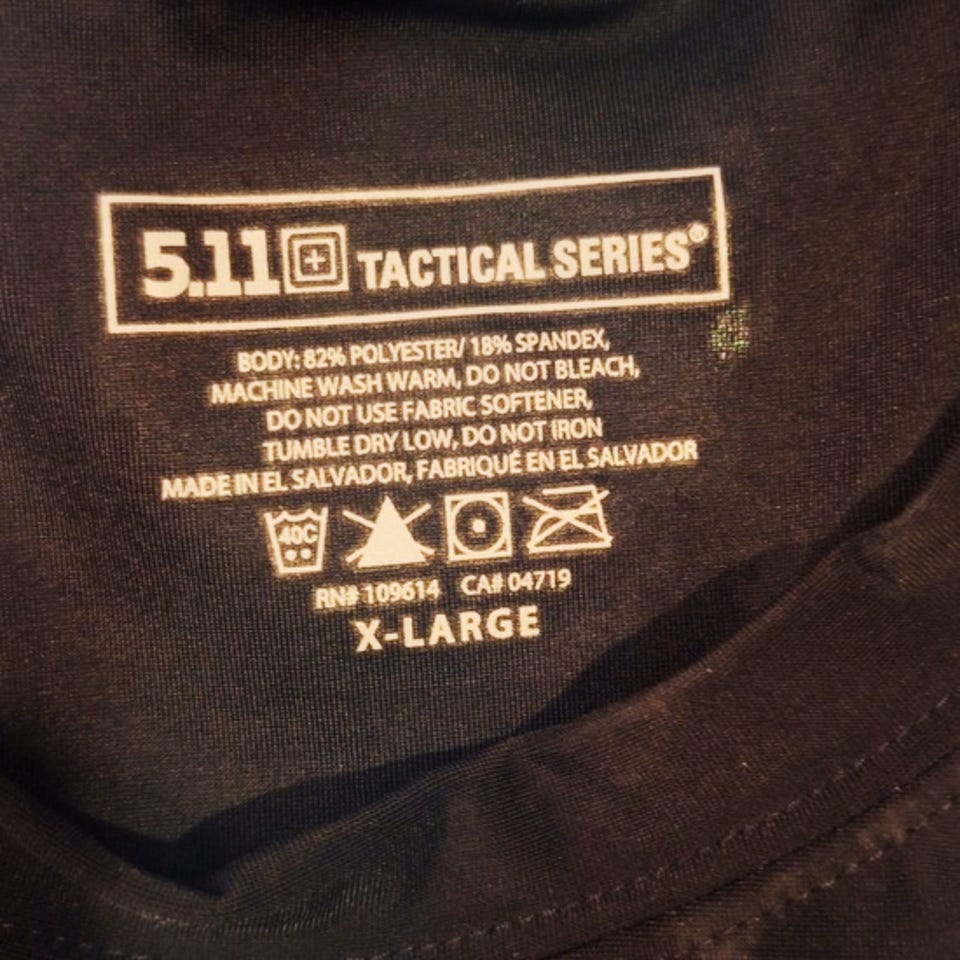 5.11 TACTICAL SERIES®
BODY: 82% POLYESTER/ 18% SPANDEX,
MACHINE WASH WARM, DO NOT BLEACH,
DO NOT USE FABRIC SOFTENER,
TUMBLE DRY LOW, DO NOT IRON
MADE IN EL SALVADOR, FABRIQUÉ EN EL SALVADOR
40C
RN# 109614 CA# 04719
X-LARGE